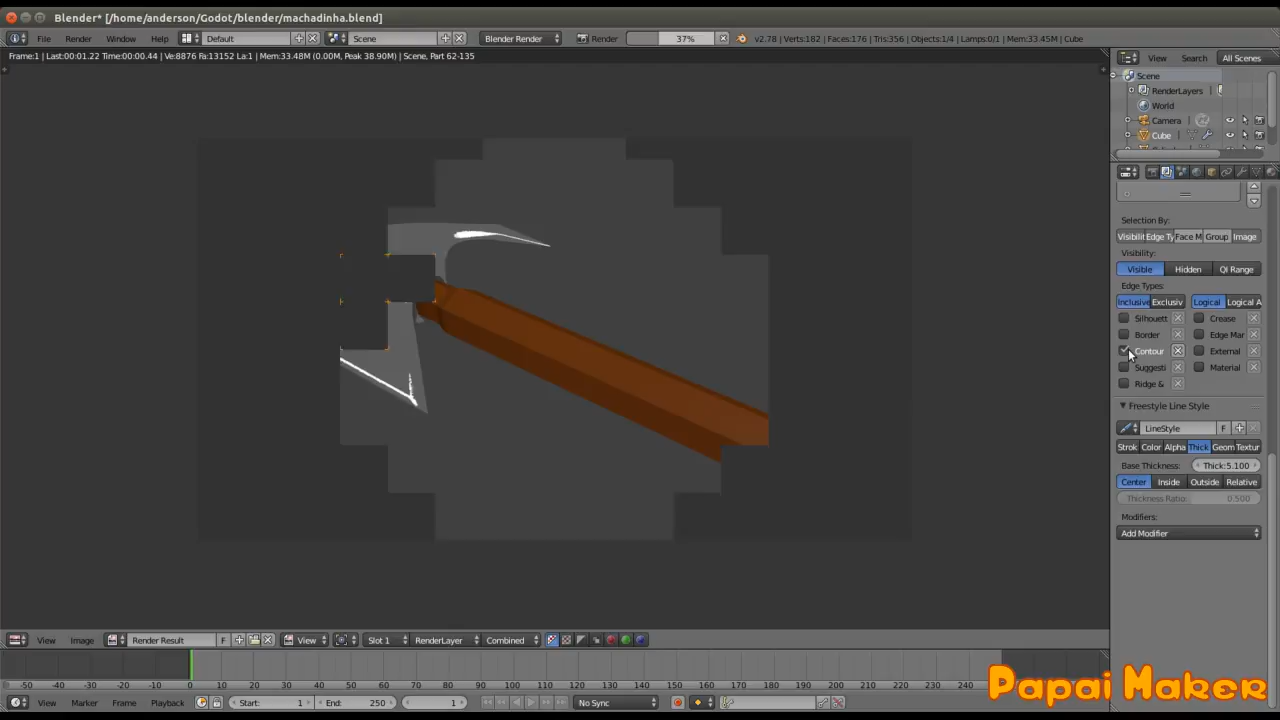 Blender* [/home/anderson/Godot/blender/machadinha.blend]
File Render Window Help Default Scene Blender Render Render 37% v2.78 | Verts:182 | Faces:176 | Tris:356 | Objects:1/4 | Lamps:0/1 | Mem:33.45M | Cube
Frame:1 | Last:00:01.22 Time:00:00.44 | Ve:8876 Fa:13152 La:1 | Mem:33.48M (0.00M, Peak 38.90M) | Scene, Part 62-135
View Search All Scenes
Scene
RenderLayers
World
Camera
Cube
Selection By:
Visibilit Edge Ty Face M Group Image
Visibility:
Visible Hidden QI Range
Edge Types:
Inclusive Exclusiv Logical Logical A
Silhouett Crease
Border Edge Mar
Contour External
Suggesti Material
Ridge &
Freestyle Line Style
LineStyle F
Strok Color Alpha Thick Geom Textur
Base Thickness: Thick:5.100
Center Inside Outside Relative
Thickness Ratio: 0.500
Modifiers:
Add Modifier
View Image Render Result F View Slot 1 RenderLayer Combined
-50 -40 -30 -20 -10 0 10 20 30 40 50 60 70 80 90 100 110 120 130 140 150 160 170 180 190 200 210 220 230 240
View Marker Frame Playback Start: 1 End: 250 1 No Sync
Papai Maker